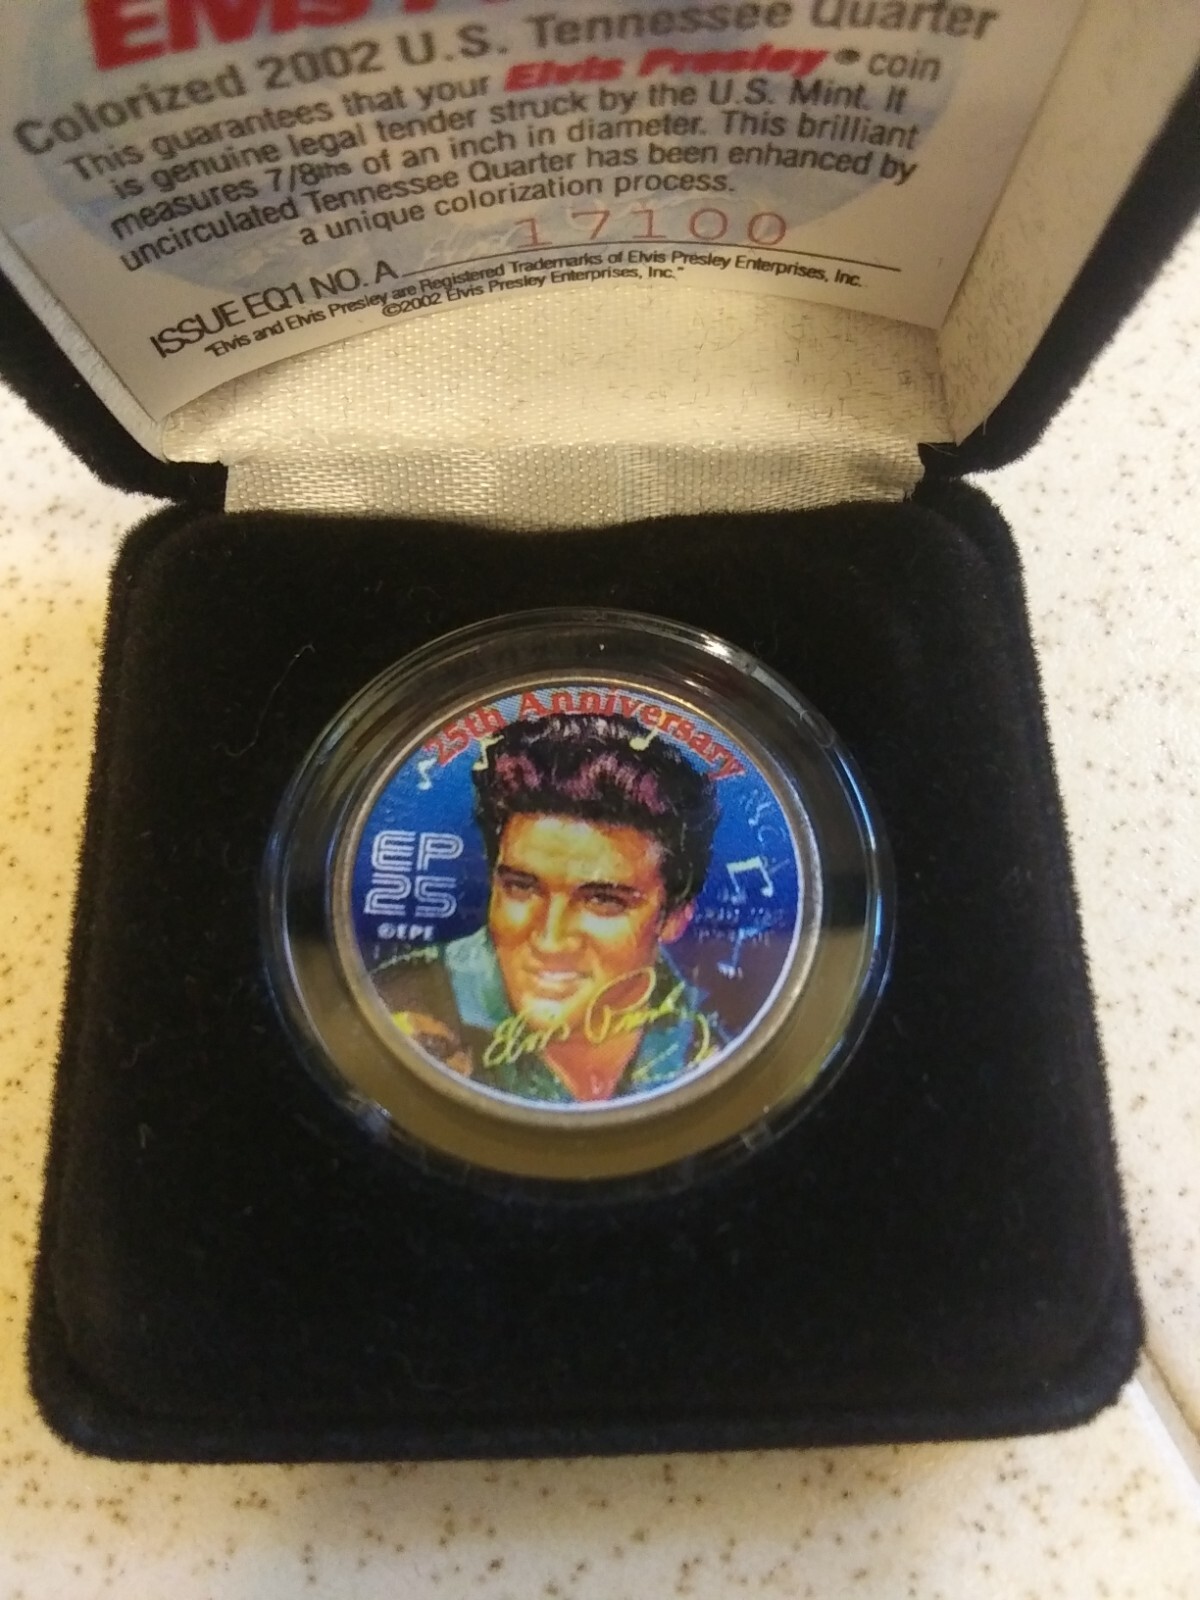 Elvis
Colorized 2002 U.S. Tennessee Quarter
This guarantees that your Elvis Presley® coin
is genuine legal tender struck by the U.S. Mint. It
measures 7/8ths of an inch in diameter. This brilliant
uncirculated Tennessee Quarter has been enhanced by
a unique colorization process.
ISSUE EQ1 NO. A 17100
"Elvis and Elvis Presley are Registered Trademarks of Elvis Presley Enterprises, Inc.
©2002 Elvis Presley Enterprises, Inc."
25th Anniversary
EP
25
©EPE
Elvis Presley